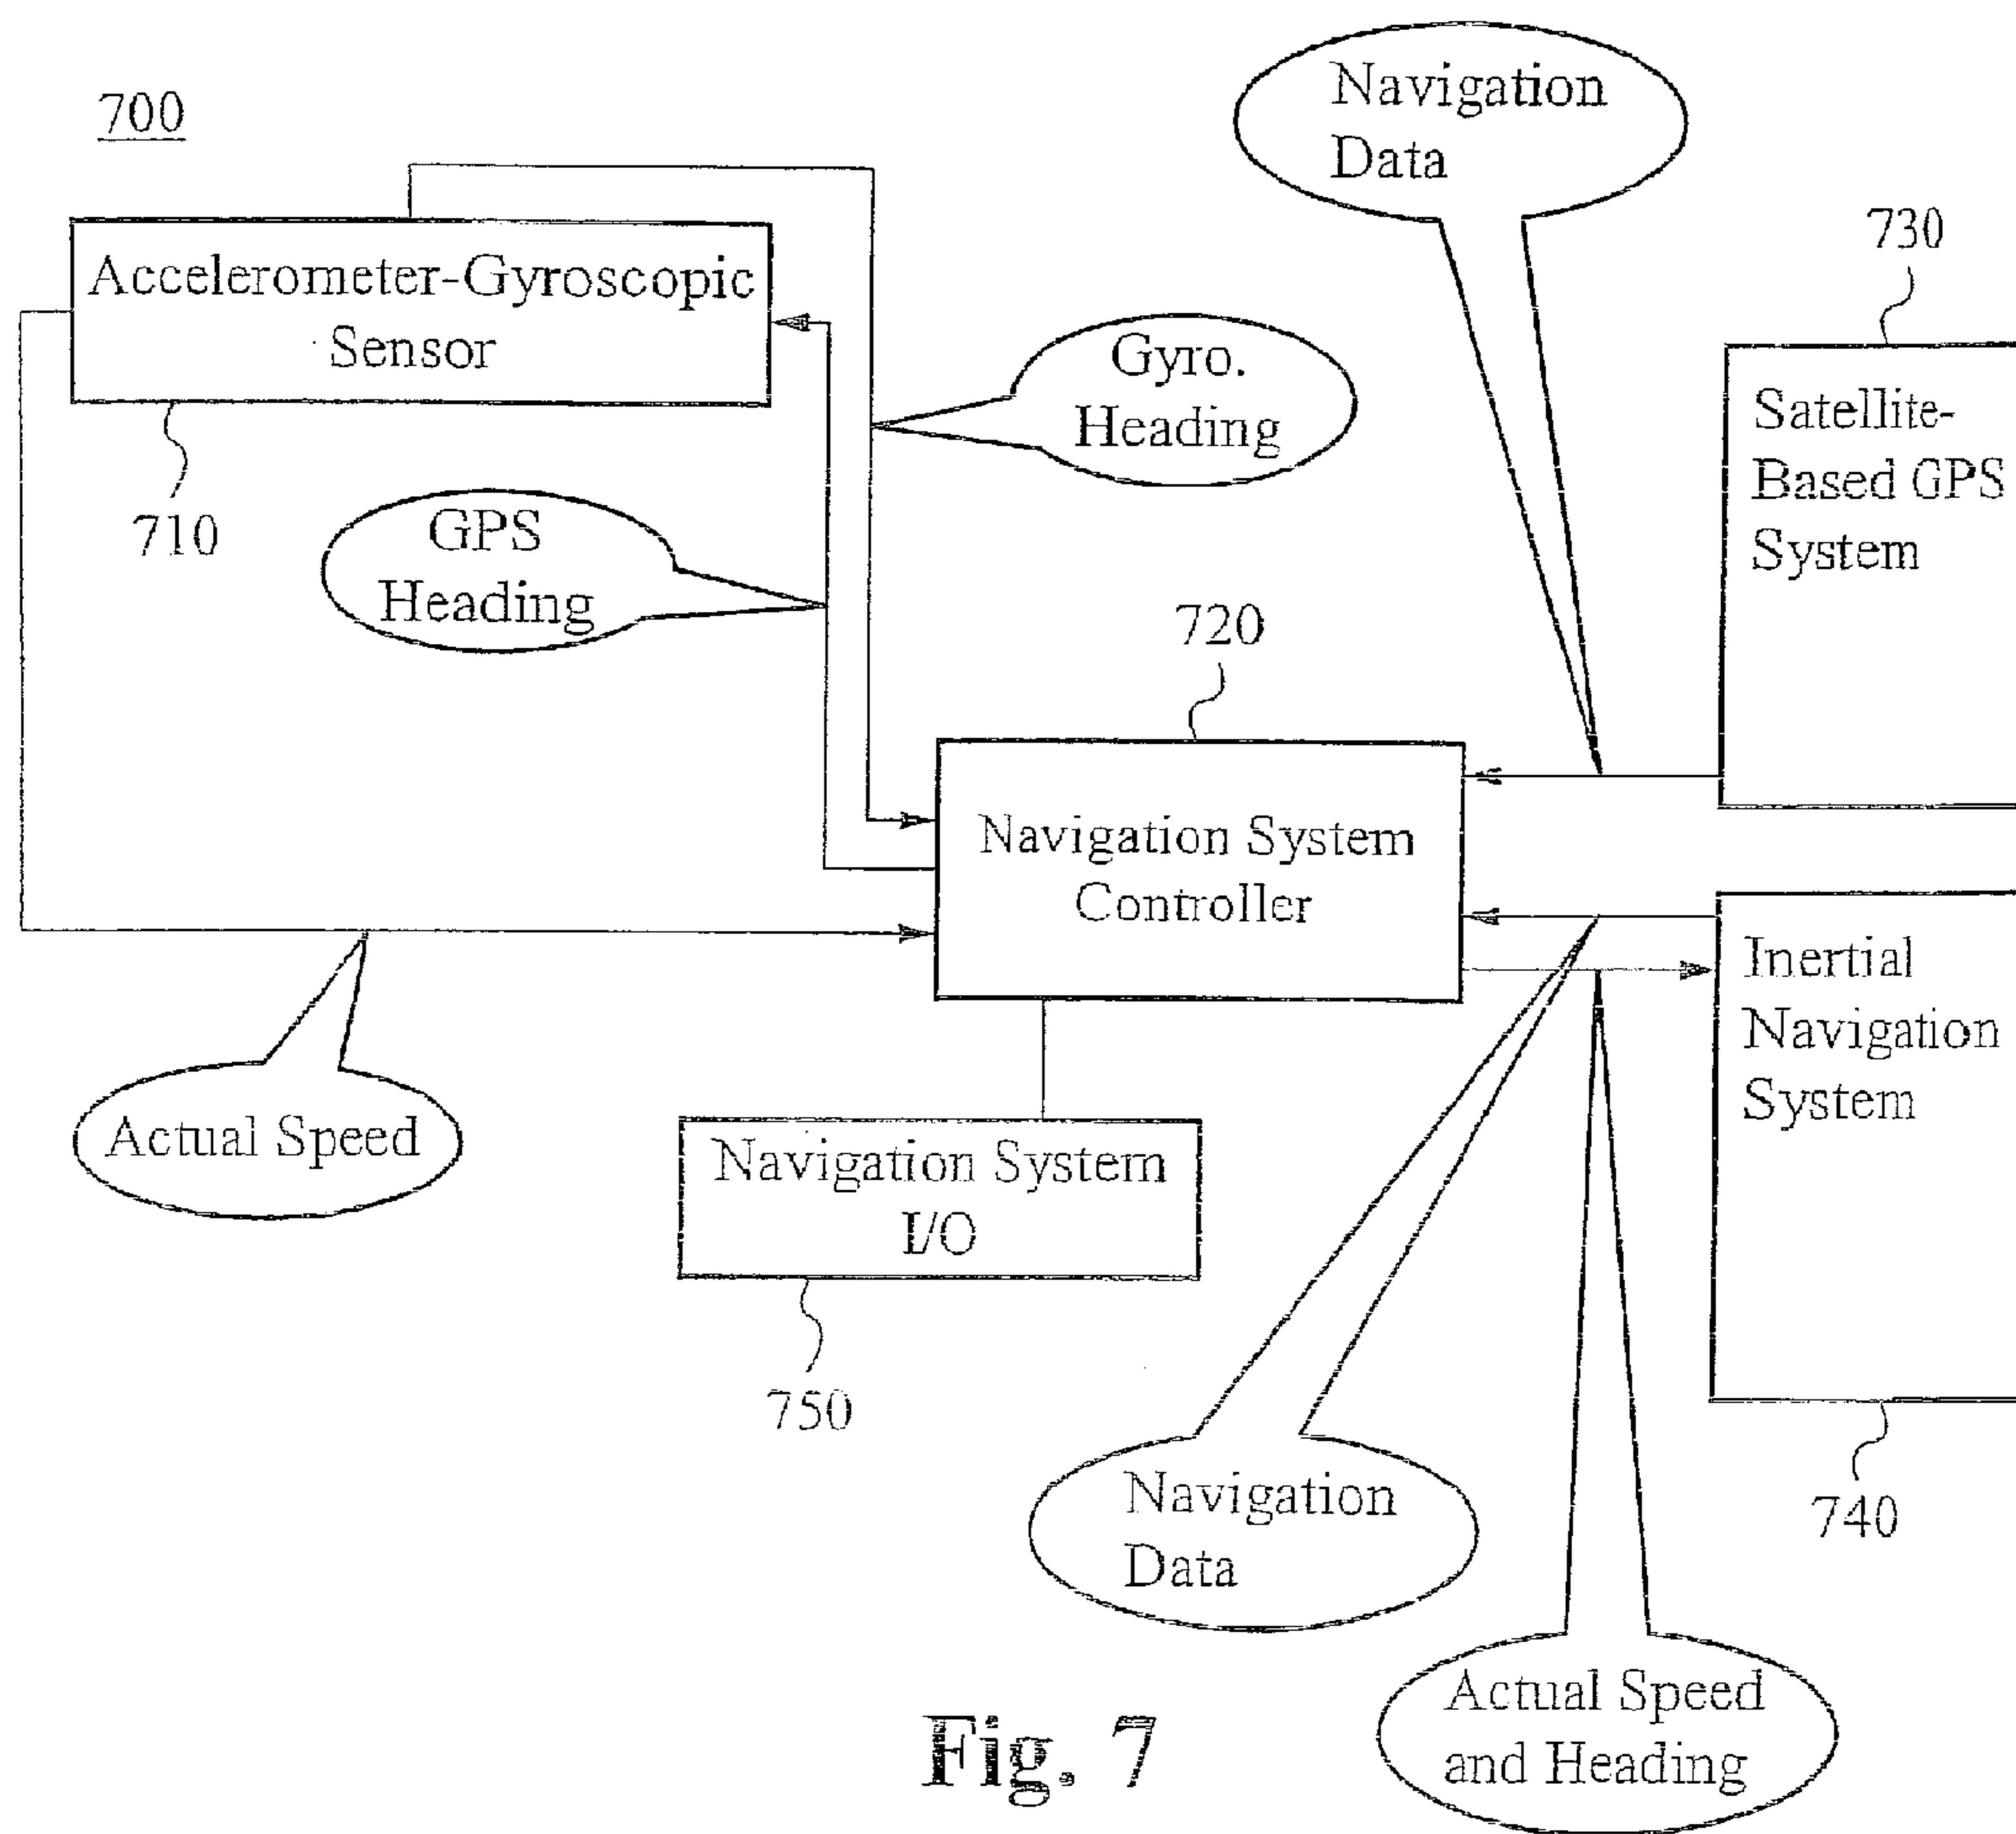 700
Navigation
Data
730
Accelerometer-Gyroscopic
Sensor
710
Gyro.
Heading
GPS
Heading
Satellite-
Based GPS
System
720
Navigation System
Controller
Inertial
Navigation
System
Actual Speed
Navigation System
I/O
750
Navigation
Data
740
Actual Speed
and Heading
Fig. 7